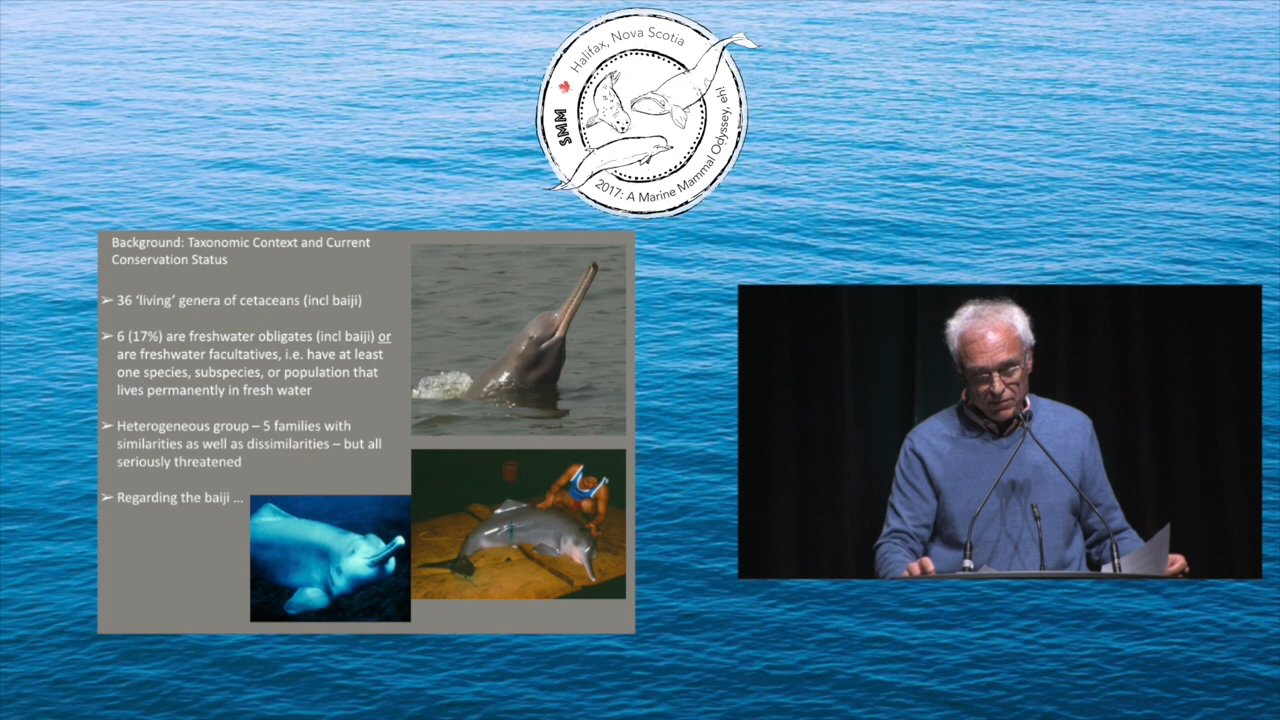 Halifax, Nova Scotia
SMM
2017: A Marine Mammal Odyssey, eh!
Background: Taxonomic Context and Current
Conservation Status
➢ 36 ‘living’ genera of cetaceans (incl baiji)
➢ 6 (17%) are freshwater obligates (incl baiji) or
are freshwater facultatives, i.e. have at least
one species, subspecies, or population that
lives permanently in fresh water
➢ Heterogeneous group – 5 families with
similarities as well as dissimilarities – but all
seriously threatened
➢ Regarding the baiji ...